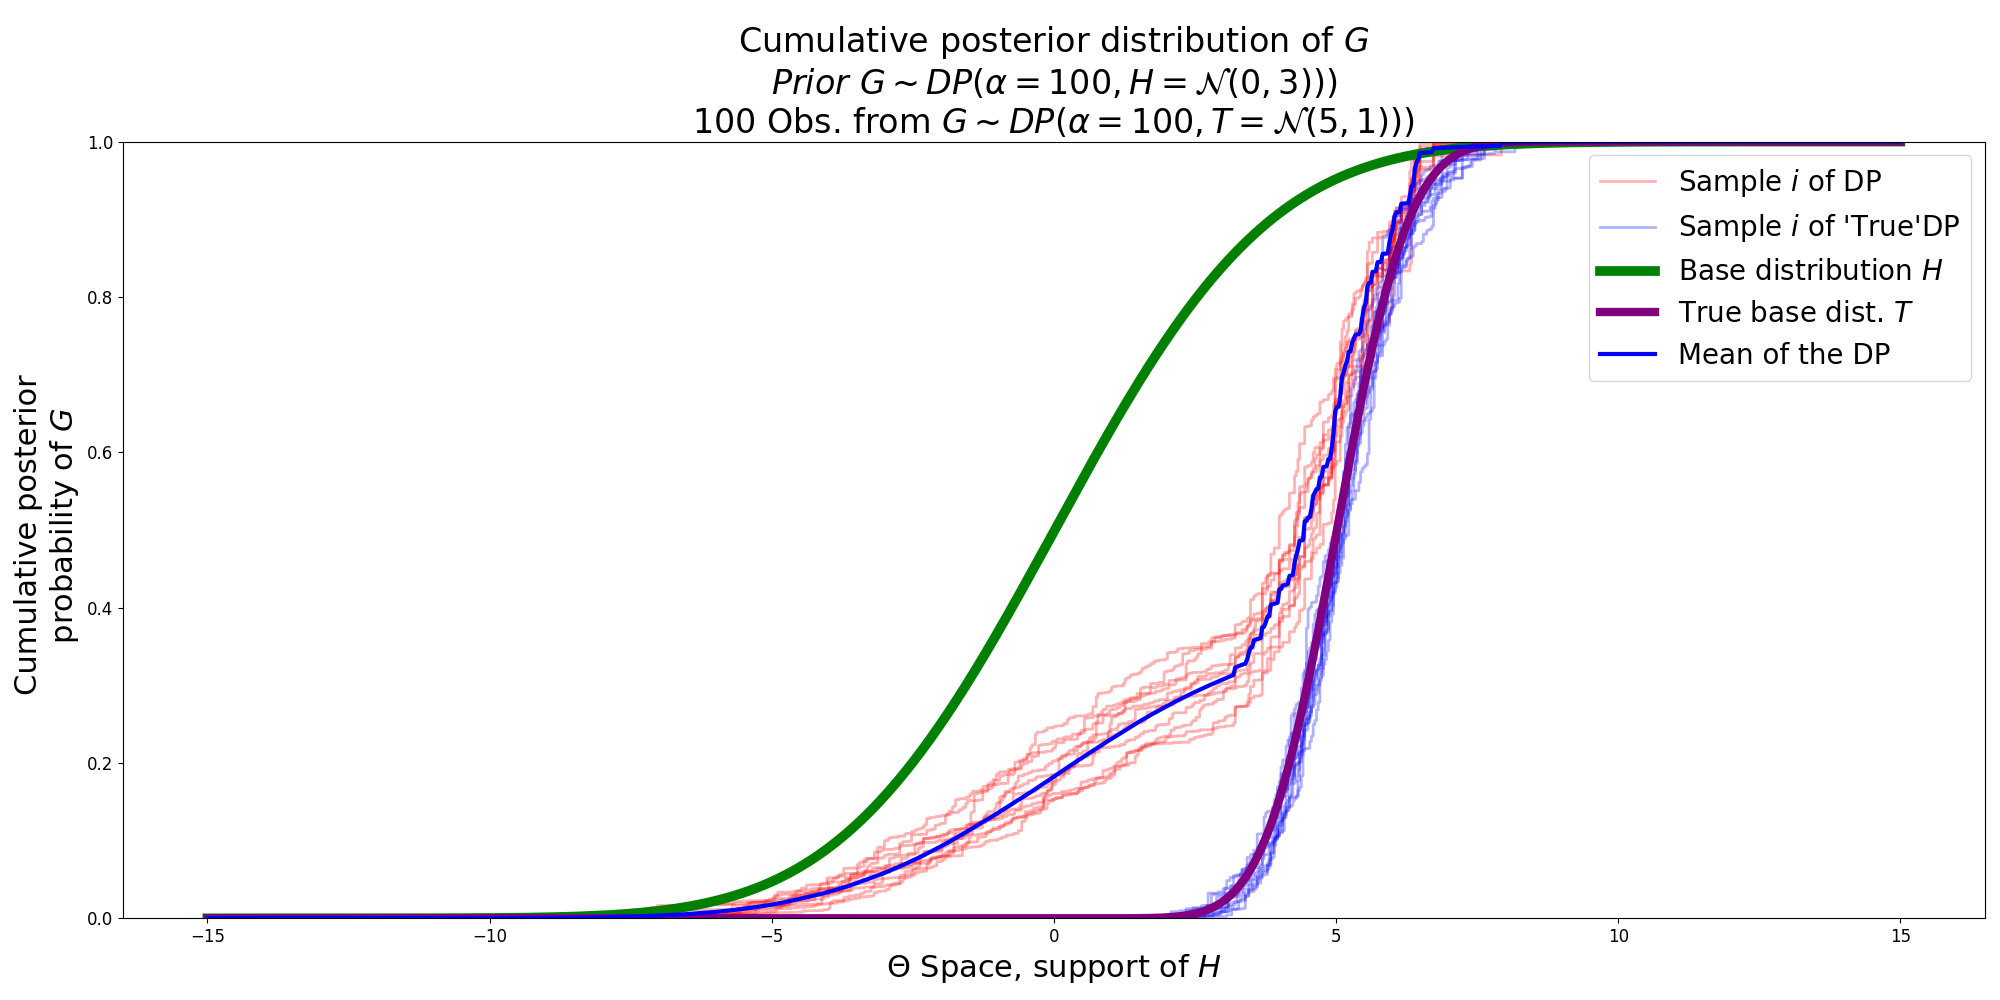 Cumulative posterior distribution of G
Prior G ∼ DP(α = 100, H = 𝒩(0, 3)))
100 Obs. from G ∼ DP(α = 100, T = 𝒩(5, 1)))
Cumulative posterior
probability of G
1.0
0.8
0.6
0.4
0.2
0.0
−15
−10
−5
0
5
10
15
Θ Space, support of H
Sample i of DP
Sample i of 'True'DP
Base distribution H
True base dist. T
Mean of the DP